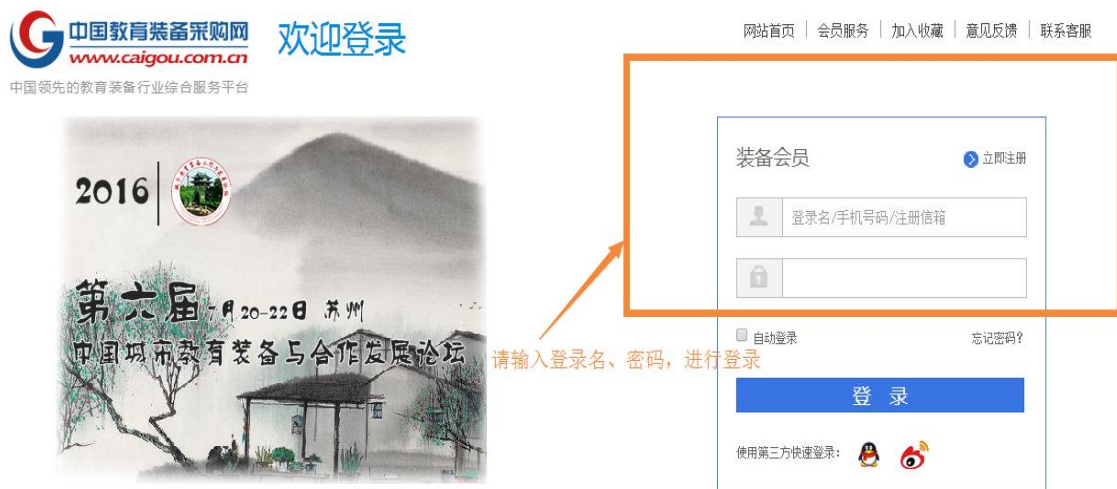 中国教育装备采购网
www.caigou.com.cn
中国领先的教育装备行业综合服务平台
欢迎登录
网站首页 | 会员服务 | 加入收藏 | 意见反馈 | 联系客服
2016
第六届 7月20-22日 苏州
中国城市教育装备与合作发展论坛
装备会员
立即注册
登录名/手机号码/注册信箱
自动登录
忘记密码?
请输入登录名、密码，进行登录
登 录
使用第三方快速登录: